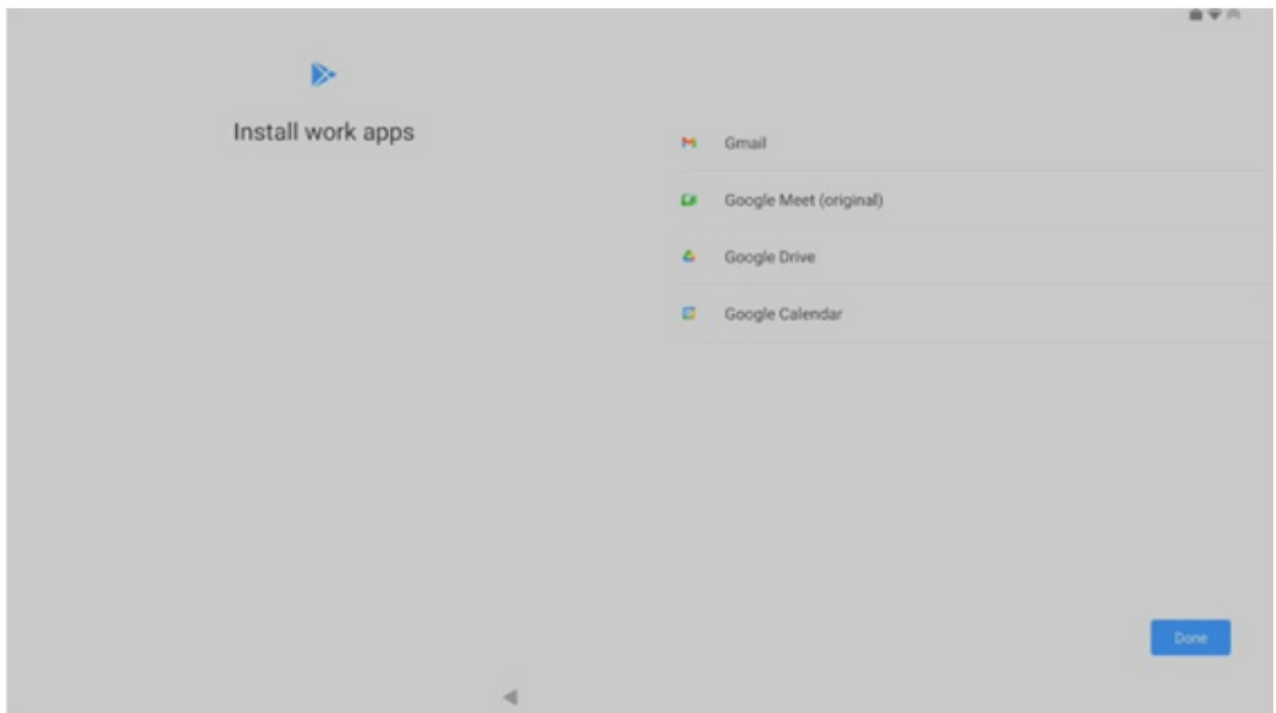 Install work apps
Gmail
Google Meet (original)
Google Drive
Google Calendar
Done